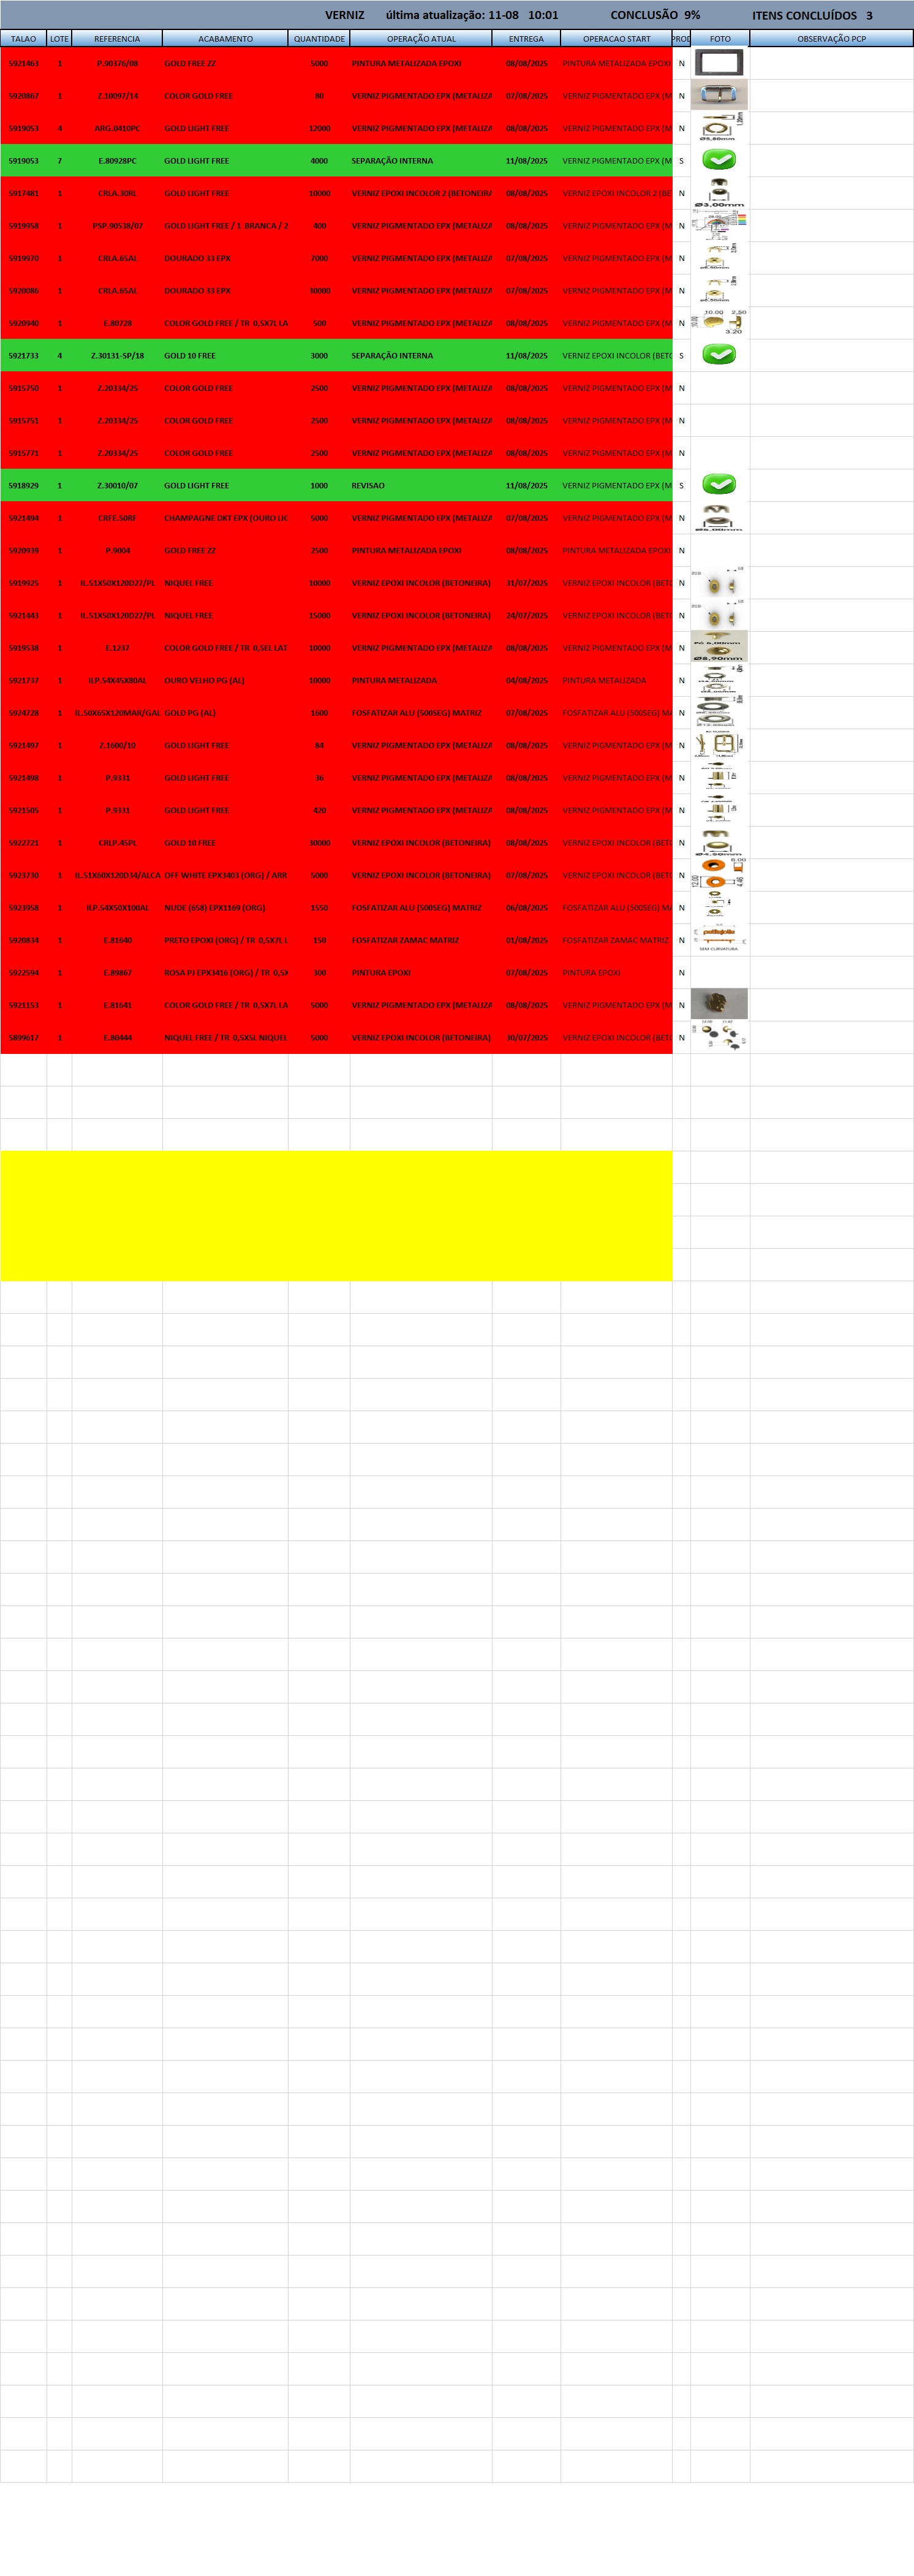 VERNIZ última atualização: 11-08 10:01 CONCLUSÃO 9% ITENS CONCLUÍDOS 3
TALAO LOTE REFERENCIA ACABAMENTO QUANTIDADE OPERAÇÃO ATUAL ENTREGA OPERACAO START PROD FOTO OBSERVAÇÃO PCP
5921463 1 P.90376/08 GOLD FREE ZZ 5000 PINTURA METALIZADA EPOXI 08/08/2025 PINTURA METALIZADA EPOXI N
5920867 1 Z.10097/14 COLOR GOLD FREE 80 VERNIZ PIGMENTADO EPX (METALIZA 07/08/2025 VERNIZ PIGMENTADO EPX (M N
5919053 4 ARG.0410PC GOLD LIGHT FREE 12000 VERNIZ PIGMENTADO EPX (METALIZA 08/08/2025 VERNIZ PIGMENTADO EPX (M N
5919053 7 E.80928PC GOLD LIGHT FREE 4000 SEPARAÇÃO INTERNA 11/08/2025 VERNIZ PIGMENTADO EPX (M S
5917481 1 CRLA.30RL GOLD LIGHT FREE 10000 VERNIZ EPOXI INCOLOR 2 (BETONEIRA 08/08/2025 VERNIZ EPOXI INCOLOR 2 (BE N Ø3,00mm
5919958 1 PSP.90538/07 GOLD LIGHT FREE / 1 BRANCA / 2 400 VERNIZ PIGMENTADO EPX (METALIZA 08/08/2025 VERNIZ PIGMENTADO EPX (M N
5919970 1 CRLA.65AL DOURADO 33 EPX 7000 VERNIZ PIGMENTADO EPX (METALIZA 07/08/2025 VERNIZ PIGMENTADO EPX (M N
5920086 1 CRLA.65AL DOURADO 33 EPX 30000 VERNIZ PIGMENTADO EPX (METALIZA 07/08/2025 VERNIZ PIGMENTADO EPX (M N
5920940 1 E.80728 COLOR GOLD FREE / TR 0,5X7L LA 500 VERNIZ PIGMENTADO EPX (METALIZA 08/08/2025 VERNIZ PIGMENTADO EPX (M N 10.00 2,50 10,00 3.20
5921733 4 Z.30131-SP/18 GOLD 10 FREE 3000 SEPARAÇÃO INTERNA 11/08/2025 VERNIZ EPOXI INCOLOR (BETO S
5915750 1 Z.20334/25 COLOR GOLD FREE 2500 VERNIZ PIGMENTADO EPX (METALIZA 08/08/2025 VERNIZ PIGMENTADO EPX (M N
5915751 1 Z.20334/25 COLOR GOLD FREE 2500 VERNIZ PIGMENTADO EPX (METALIZA 08/08/2025 VERNIZ PIGMENTADO EPX (M N
5915771 1 Z.20334/25 COLOR GOLD FREE 2500 VERNIZ PIGMENTADO EPX (METALIZA 08/08/2025 VERNIZ PIGMENTADO EPX (M N
5918929 1 Z.30010/07 GOLD LIGHT FREE 1000 REVISAO 11/08/2025 VERNIZ PIGMENTADO EPX (M S
5921494 1 CRFE.50RF CHAMPAGNE DKT EPX (OURO LIG 5000 VERNIZ PIGMENTADO EPX (METALIZA 07/08/2025 VERNIZ PIGMENTADO EPX (M N
5920939 1 P.9004 GOLD FREE ZZ 2500 PINTURA METALIZADA EPOXI 08/08/2025 PINTURA METALIZADA EPOXI N
5919925 1 IL.51X50X120D27/PL NIQUEL FREE 10000 VERNIZ EPOXI INCOLOR (BETONEIRA) 31/07/2025 VERNIZ EPOXI INCOLOR (BETO N
5921443 1 IL.51X50X120D27/PL NIQUEL FREE 15000 VERNIZ EPOXI INCOLOR (BETONEIRA) 24/07/2025 VERNIZ EPOXI INCOLOR (BETO N
5919538 1 E.1237 COLOR GOLD FREE / TR 0,5EL LAT 10000 VERNIZ PIGMENTADO EPX (METALIZA 08/08/2025 VERNIZ PIGMENTADO EPX (M N Ø8,90mm
5921737 1 ILP.54X45X80AL OURO VELHO PG (AL) 10000 PINTURA METALIZADA 04/08/2025 PINTURA METALIZADA N
5924728 1 IL.50X65X120MAR/GAL GOLD PG (AL) 1600 FOSFATIZAR ALU (500SEG) MATRIZ 07/08/2025 FOSFATIZAR ALU (500SEG) MA N
5921497 1 Z.1600/10 GOLD LIGHT FREE 84 VERNIZ PIGMENTADO EPX (METALIZA 08/08/2025 VERNIZ PIGMENTADO EPX (M N
5921498 1 P.9331 GOLD LIGHT FREE 36 VERNIZ PIGMENTADO EPX (METALIZA 08/08/2025 VERNIZ PIGMENTADO EPX (M N
5921505 1 P.9331 GOLD LIGHT FREE 420 VERNIZ PIGMENTADO EPX (METALIZA 08/08/2025 VERNIZ PIGMENTADO EPX (M N
5922721 1 CRLP.45PL GOLD 10 FREE 30000 VERNIZ EPOXI INCOLOR (BETONEIRA) 08/08/2025 VERNIZ EPOXI INCOLOR (BETO N Ø4,50mm
5923730 1 IL.51X60X120D34/ALCA OFF WHITE EPX3403 (ORG) / ARR 5000 VERNIZ EPOXI INCOLOR (BETONEIRA) 07/08/2025 VERNIZ EPOXI INCOLOR (BETO N 6.00 12.00 4.45
5923958 1 ILP.54X50X100AL NUDE (658) EPX1169 (ORG) 1550 FOSFATIZAR ALU (500SEG) MATRIZ 06/08/2025 FOSFATIZAR ALU (500SEG) MA N
5920834 1 E.81640 PRETO EPOXI (ORG) / TR 0,5X7L L 150 FOSFATIZAR ZAMAC MATRIZ 01/08/2025 FOSFATIZAR ZAMAC MATRIZ N SEM CURVATURA
5922594 1 E.89867 ROSA PJ EPX3416 (ORG) / TR 0,5X 300 PINTURA EPOXI 07/08/2025 PINTURA EPOXI N
5921153 1 E.81641 COLOR GOLD FREE / TR 0,5X7L LA 5000 VERNIZ PIGMENTADO EPX (METALIZA 08/08/2025 VERNIZ PIGMENTADO EPX (M N
5899617 1 E.80444 NIQUEL FREE / TR 0,5X5L NIQUEL 5000 VERNIZ EPOXI INCOLOR (BETONEIRA) 30/07/2025 VERNIZ EPOXI INCOLOR (BETO N